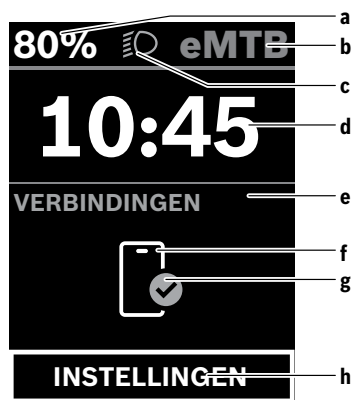 80% eMTB
10:45
VERBINDINGEN
INSTELLINGEN
a
b
c
d
e
f
g
h